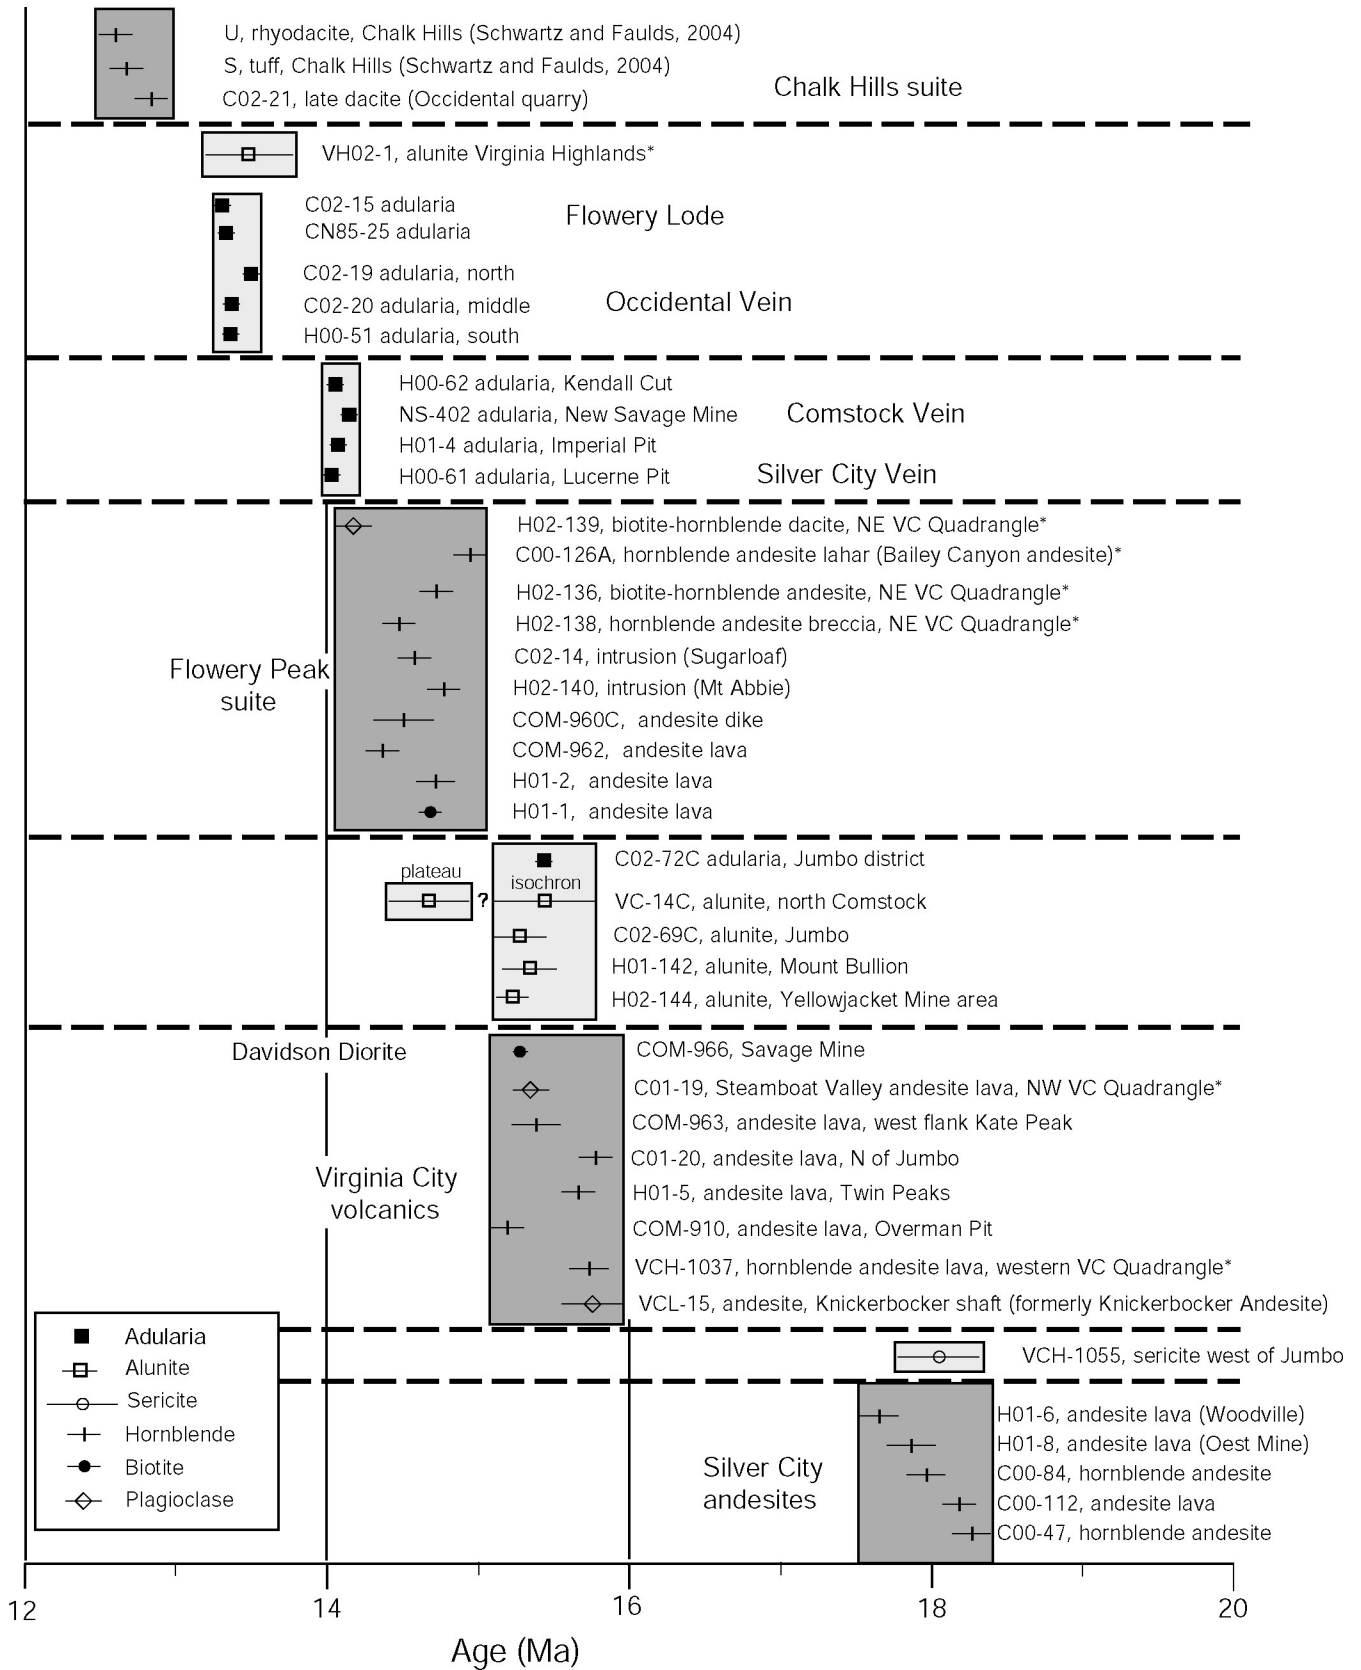 U, rhyodacite, Chalk Hills (Schwartz and Faulds, 2004)
S, tuff, Chalk Hills (Schwartz and Faulds, 2004)
Chalk Hills suite
C02-21, late dacite (Occidental quarry)
VH02-1, alunite Virginia Highlands*
C02-15 adularia
Flowery Lode
CN85-25 adularia
C02-19 adularia, north
C02-20 adularia, middle
Occidental Vein
H00-51 adularia, south
H00-62 adularia, Kendall Cut
NS-402 adularia, New Savage Mine
Comstock Vein
H01-4 adularia, Imperial Pit
H00-61 adularia, Lucerne Pit
Silver City Vein
H02-139, biotite-hornblende dacite, NE VC Quadrangle*
C00-126A, hornblende andesite lahar (Bailey Canyon andesite)*
H02-136, biotite-hornblende andesite, NE VC Quadrangle*
H02-138, hornblende andesite breccia, NE VC Quadrangle*
C02-14, intrusion (Sugarloaf)
Flowery Peak
suite
H02-140, intrusion (Mt Abbie)
COM-960C, andesite dike
COM-962, andesite lava
H01-2, andesite lava
H01-1, andesite lava
C02-72C adularia, Jumbo district
plateau
isochron
?
VC-14C, alunite, north Comstock
C02-69C, alunite, Jumbo
H01-142, alunite, Mount Bullion
H02-144, alunite, Yellowjacket Mine area
Davidson Diorite
COM-966, Savage Mine
C01-19, Steamboat Valley andesite lava, NW VC Quadrangle*
COM-963, andesite lava, west flank Kate Peak
C01-20, andesite lava, N of Jumbo
Virginia City
volcanics
H01-5, andesite lava, Twin Peaks
COM-910, andesite lava, Overman Pit
VCH-1037, hornblende andesite lava, western VC Quadrangle*
VCL-15, andesite, Knickerbocker shaft (formerly Knickerbocker Andesite)
VCH-1055, sericite west of Jumbo
H01-6, andesite lava (Woodville)
H01-8, andesite lava (Oest Mine)
Silver City
andesites
C00-84, hornblende andesite
C00-112, andesite lava
C00-47, hornblende andesite
Adularia
Alunite
Sericite
Hornblende
Biotite
Plagioclase
12 14 16 18 20
Age (Ma)